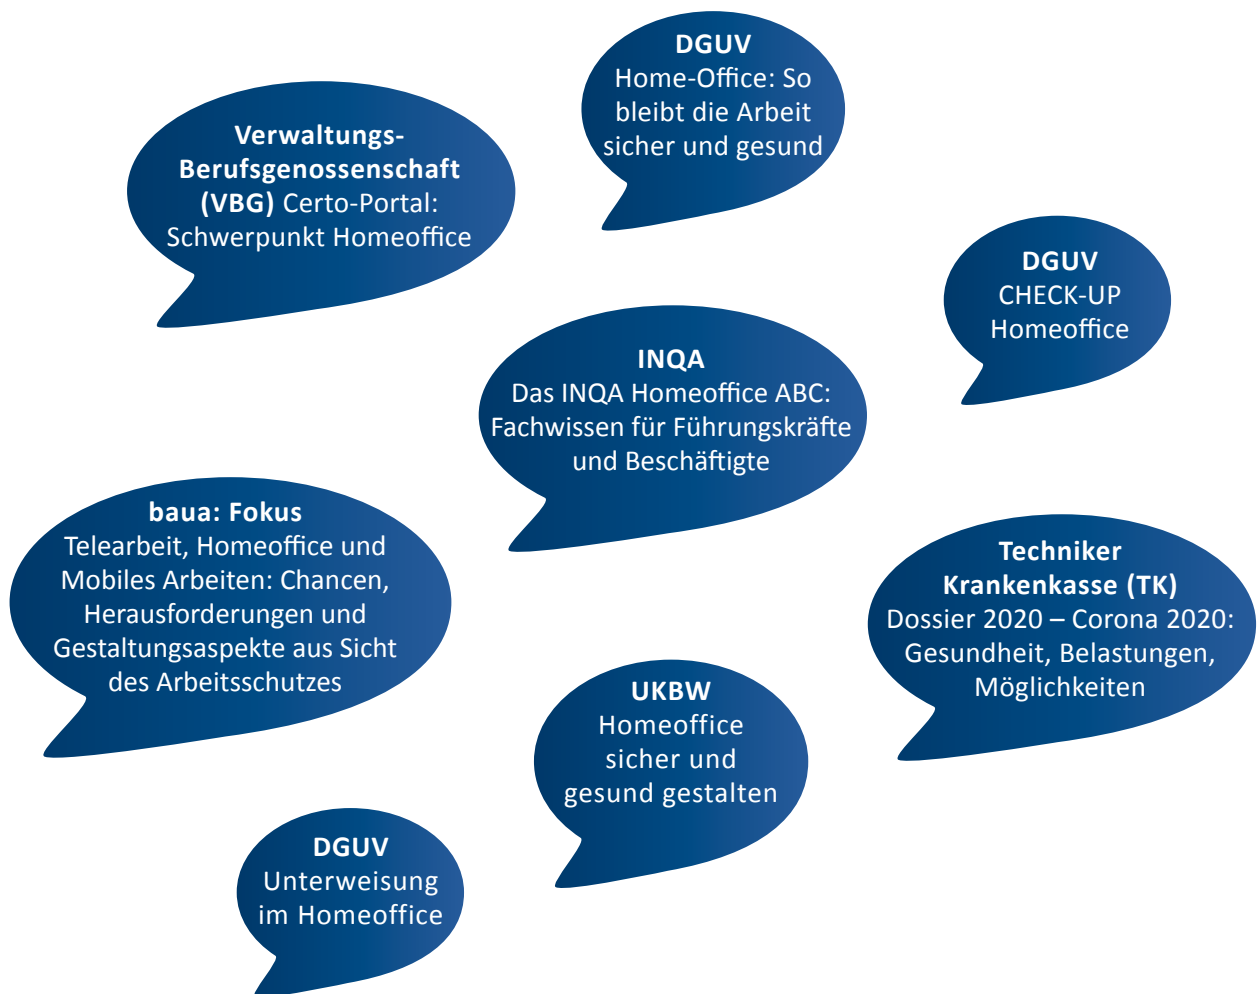 DGUV
Home-Office: So
bleibt die Arbeit
sicher und gesund
Verwaltungs-
Berufsgenossenschaft
(VBG) Certo-Portal:
Schwerpunkt Homeoffice
DGUV
CHECK-UP
Homeoffice
INQA
Das INQA Homeoffice ABC:
Fachwissen für Führungskräfte
und Beschäftigte
baua: Fokus
Telearbeit, Homeoffice und
Mobiles Arbeiten: Chancen,
Herausforderungen und
Gestaltungsaspekte aus Sicht
des Arbeitsschutzes
Techniker
Krankenkasse (TK)
Dossier 2020 – Corona 2020:
Gesundheit, Belastungen,
Möglichkeiten
UKBW
Homeoffice
sicher und
gesund gestalten
DGUV
Unterweisung
im Homeoffice